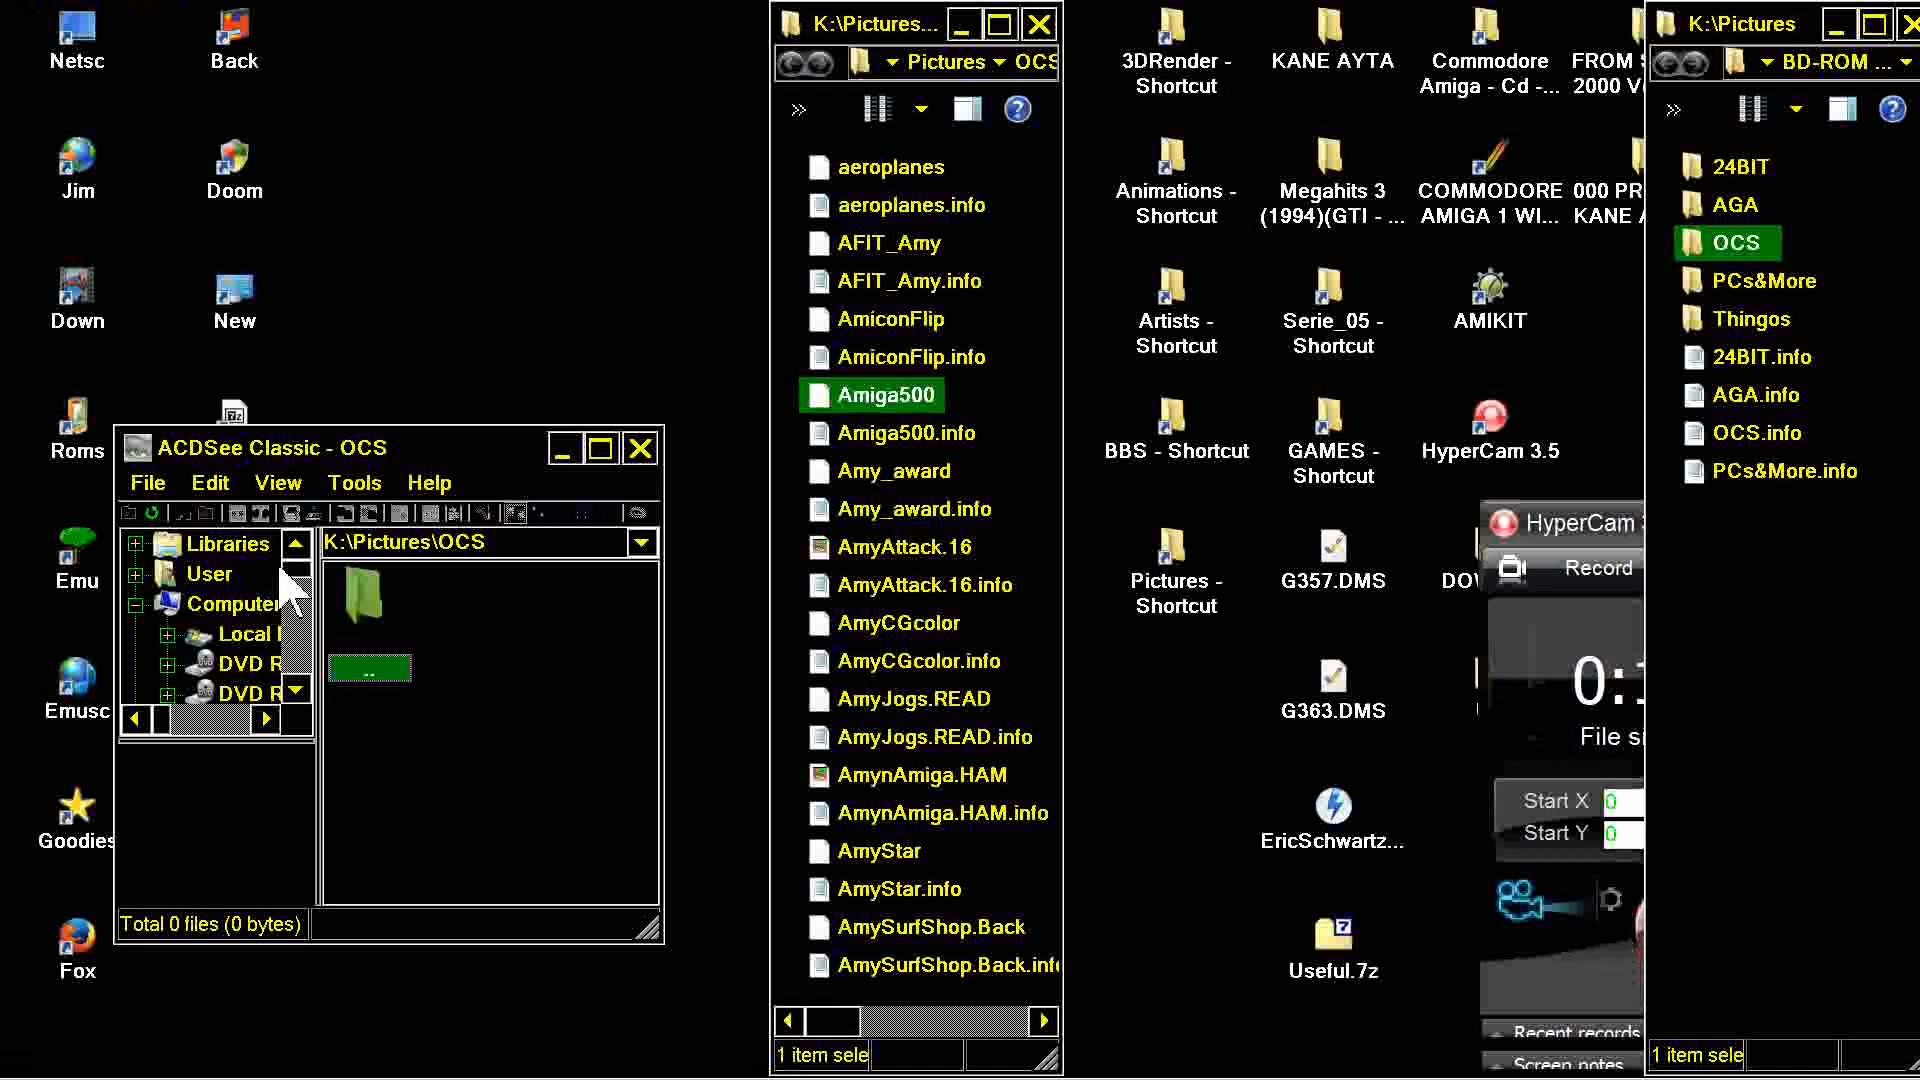 Netsc
Back
Jim
Doom
Down
New
Roms
Emu
Emusc
Goodies
Fox
ACDSee Classic - OCS
File Edit View Tools Help
Libraries
User
Computer
Local
DVD R
DVD R
K:\Pictures\OCS
..
Total 0 files (0 bytes)
K:\Pictures...
Pictures OCS
aeroplanes
aeroplanes.info
AFIT_Amy
AFIT_Amy.info
AmiconFlip
AmiconFlip.info
Amiga500
Amiga500.info
Amy_award
Amy_award.info
AmyAttack.16
AmyAttack.16.info
AmyCGcolor
AmyCGcolor.info
AmyJogs.READ
AmyJogs.READ.info
AmynAmiga.HAM
AmynAmiga.HAM.info
AmyStar
AmyStar.info
AmySurfShop.Back
AmySurfShop.Back.info
1 item sele
3DRender -
Shortcut
KANE AYTA
Commodore
Amiga - Cd -...
FROM
2000
Animations -
Shortcut
Megahits 3
(1994)(GTI - ...
COMMODORE
AMIGA 1 WI...
000 PR
KANE
Artists -
Shortcut
Serie_05 -
Shortcut
AMIKIT
BBS - Shortcut
GAMES -
Shortcut
HyperCam 3.5
Pictures -
Shortcut
G357.DMS
G363.DMS
EricSchwartz...
Useful.7z
HyperCam
Record
File si
Start X 0
Start Y 0
Recent records
Screen notes
K:\Pictures
BD-ROM ...
24BIT
AGA
OCS
PCs&More
Thingos
24BIT.info
AGA.info
OCS.info
PCs&More.info
1 item sele